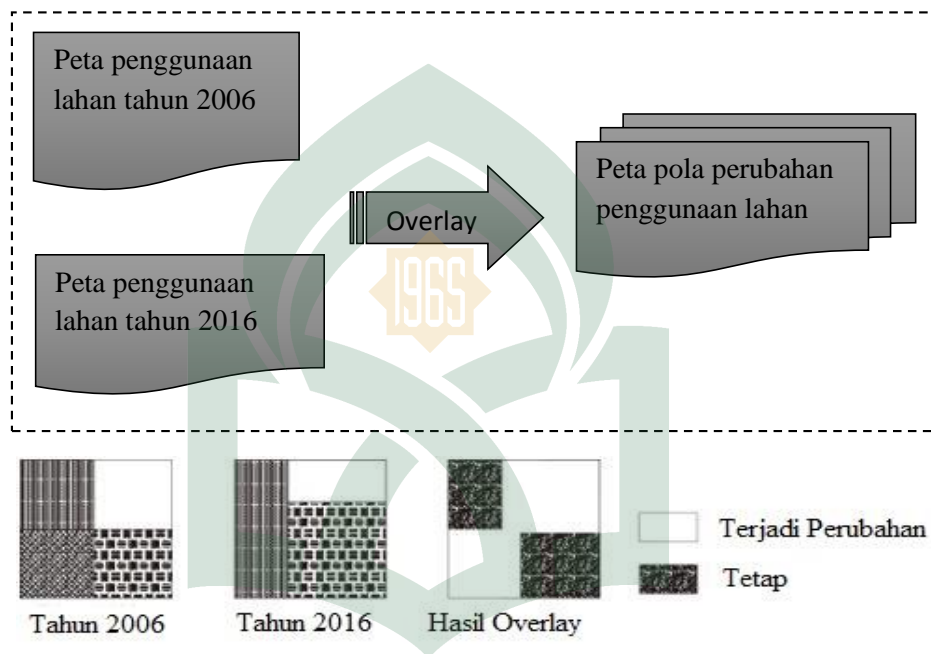 Peta penggunaan
lahan tahun 2006
Overlay
Peta pola perubahan
penggunaan lahan
1965
Peta penggunaan
lahan tahun 2016
Terjadi Perubahan
Tetap
Tahun 2006
Tahun 2016
Hasil Overlay